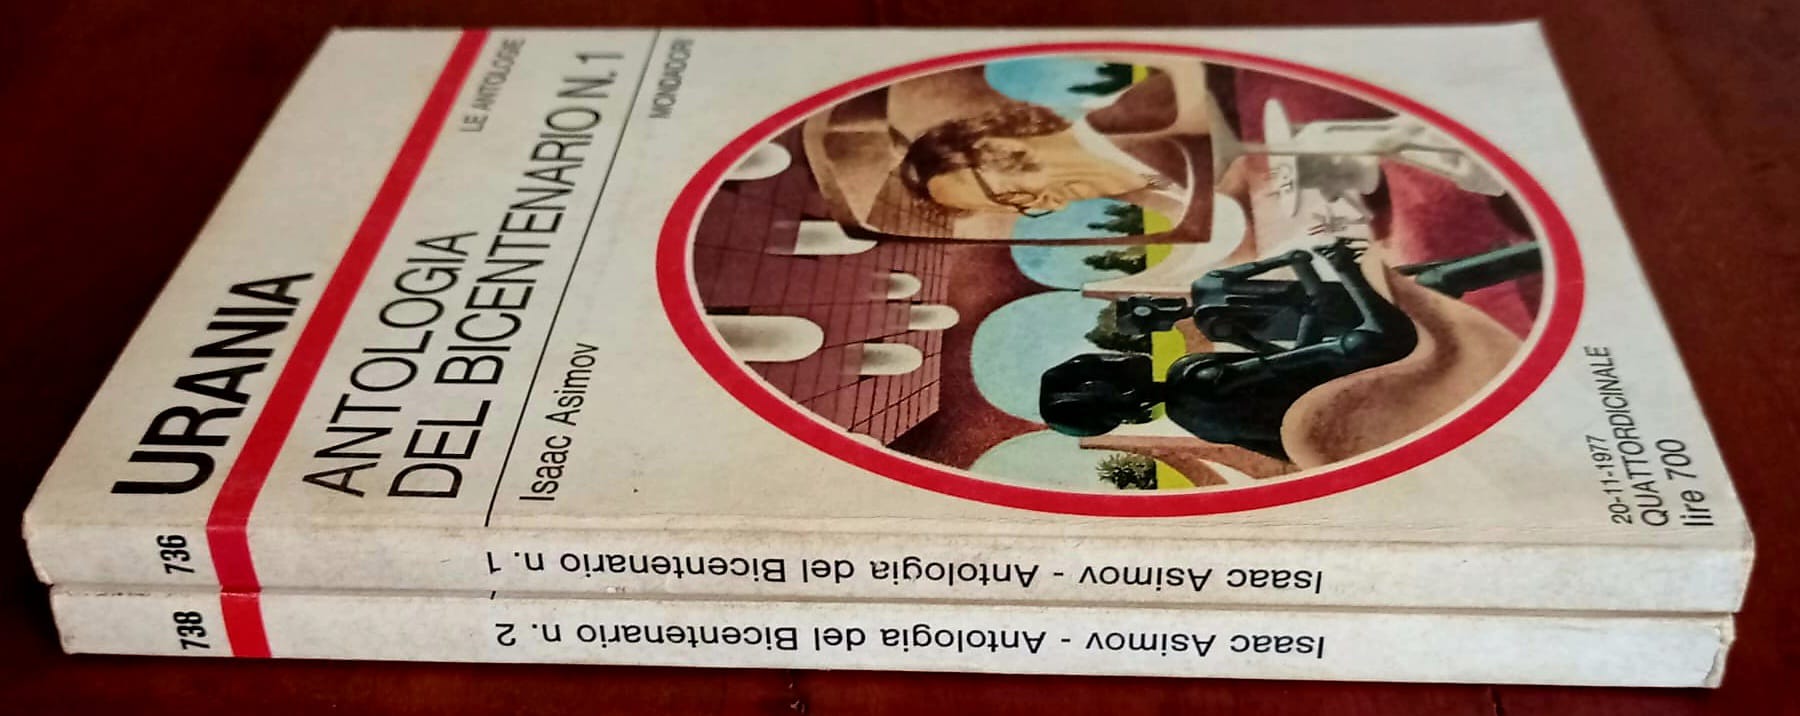 URANIA
LE ANTOLOGIE
ANTOLOGIA
DEL BICENTENARIO N. 1
Isaac Asimov
MONDADORI
20-11-1977
QUATTORDICINALE
lire 700
736
Isaac Asimov - Antologia del Bicentenario n. 1
738
Isaac Asimov - Antologia del Bicentenario n. 2